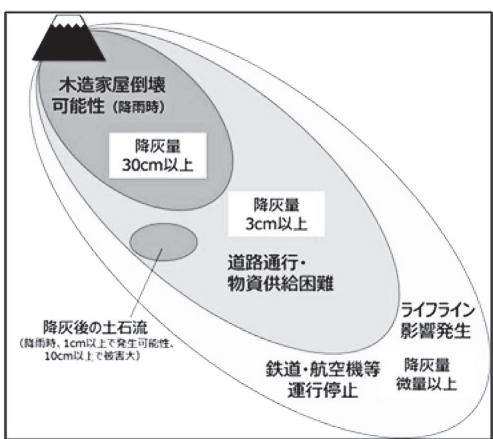 木造家屋倒壊
可能性（降雨時）
降灰量
30cm以上
降灰量
3cm以上
道路通行・
物資供給困難
降灰後の土石流
（降雨時、1cm以上で発生可能性、
10cm以上で被害大）
ライフライン
影響発生
鉄道・航空機等
運行停止
降灰量
微量以上